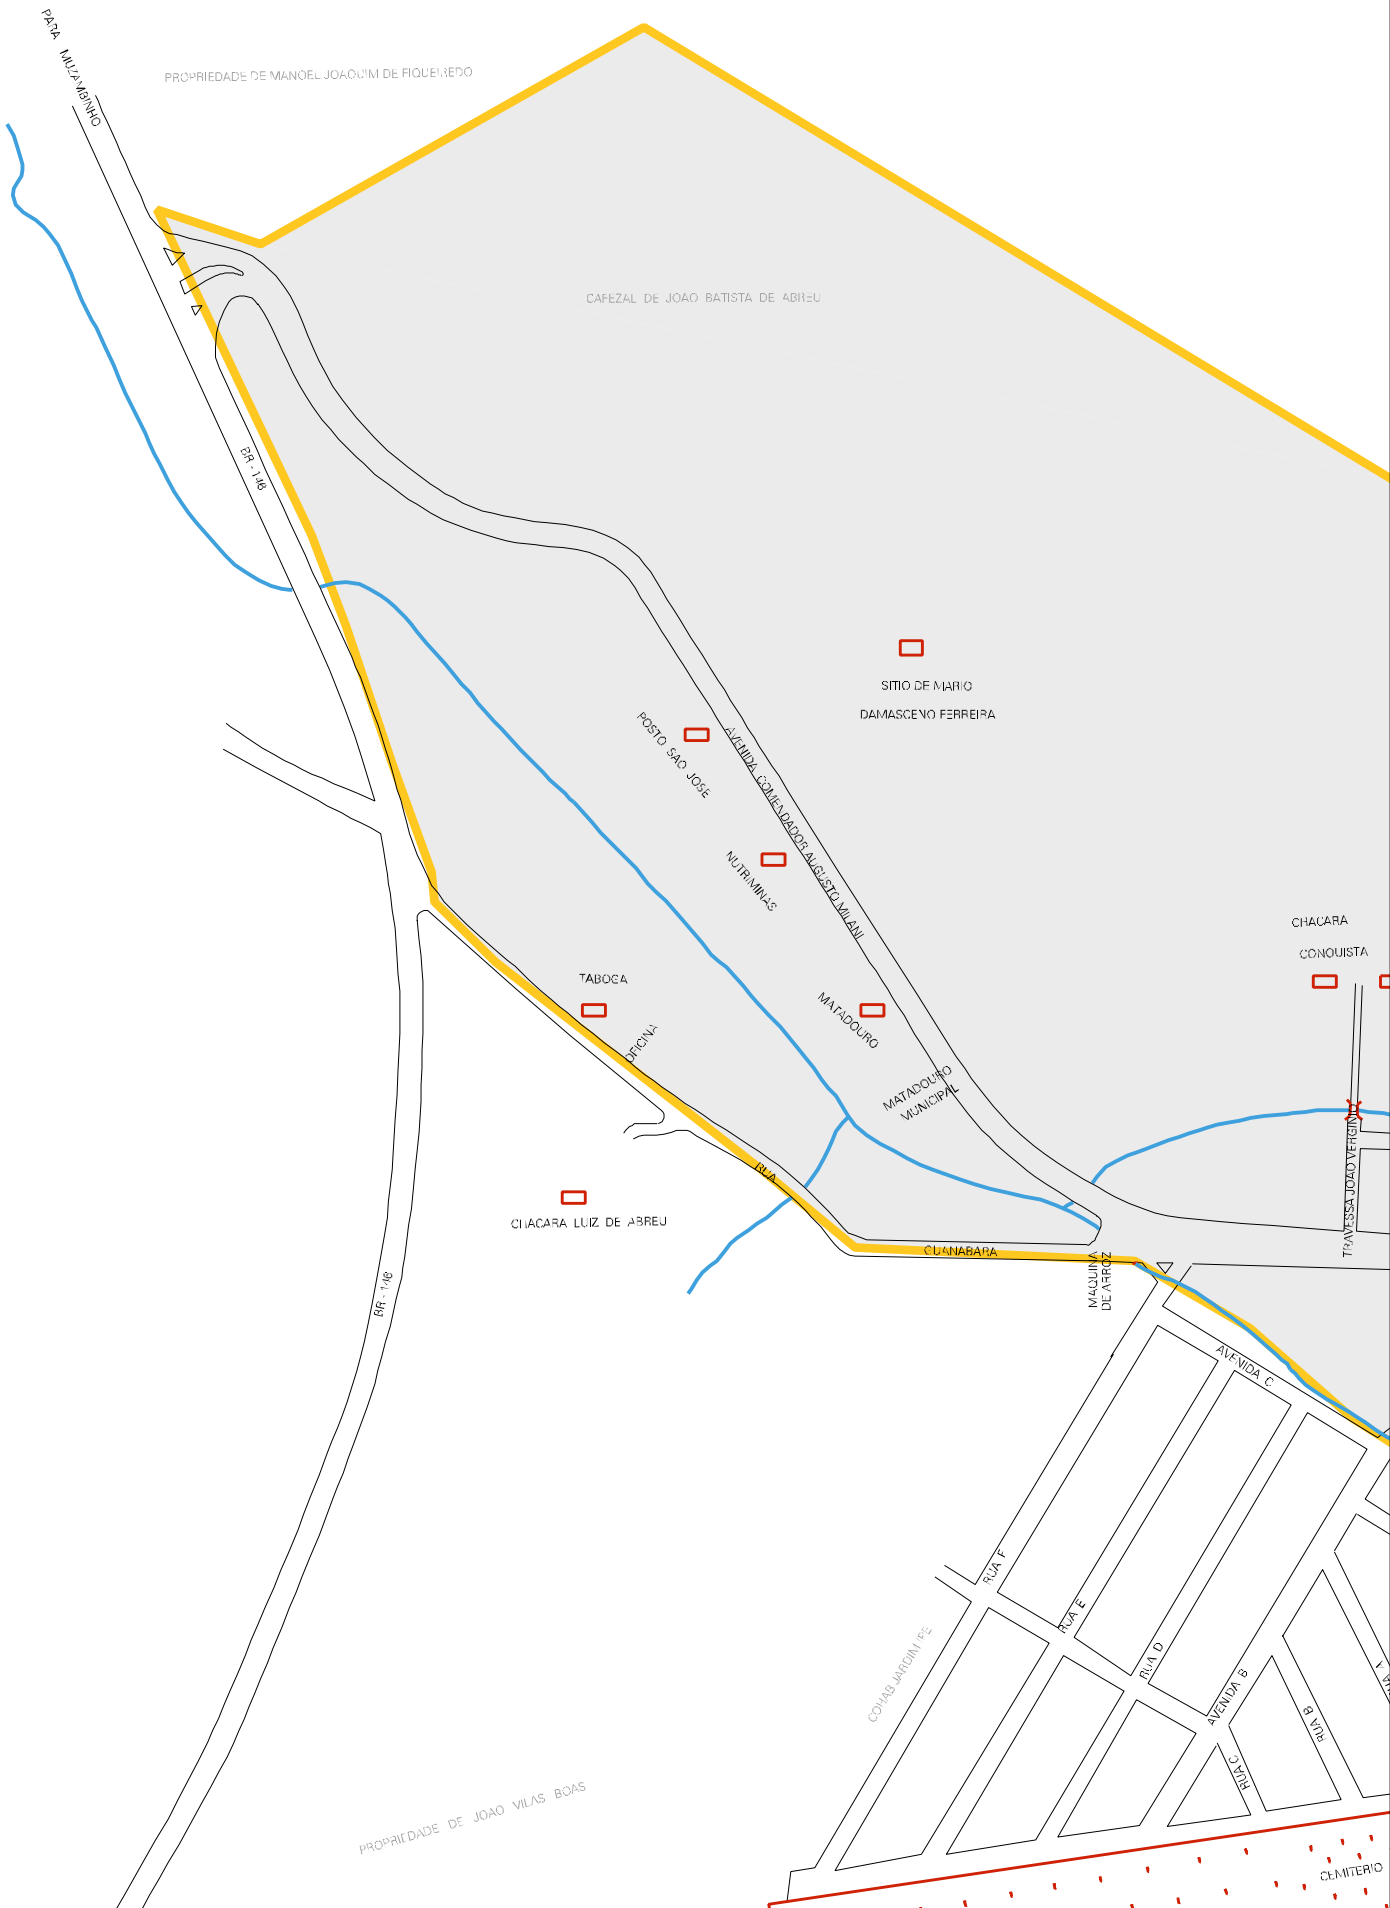 PARA MUZAMBINHO
PROPRIEDADE DE MANOEL JOAQUIM DE FIQUEIREDO
CAFEZAL DE JOAO BATISTA DE ABREU
BR - 146
SITIO DE MARIO
DAMASCENO FERREIRA
POSTO SAO JOSE
AVENIDA COMENDADOR AUGUSTO MILANI
NUTRIMINAS
CHACARA
CONQUISTA
TABOGA
OFICINA
MATADOURO
MATADOURO
MUNICIPAL
TRAVESSA JOAO VERGINIO
RUA
GUANABARA
CHACARA LUIZ DE ABREU
MAQUINA
DE ARROZ
BR - 146
AVENIDA C
RUA F
RUA E
RUA D
AVENIDA B
RUA B
RUA A
RUA C
COHAB JARDIM IPE
PROPRIEDADE DE JOAO VILAS BOAS
CEMITERIO